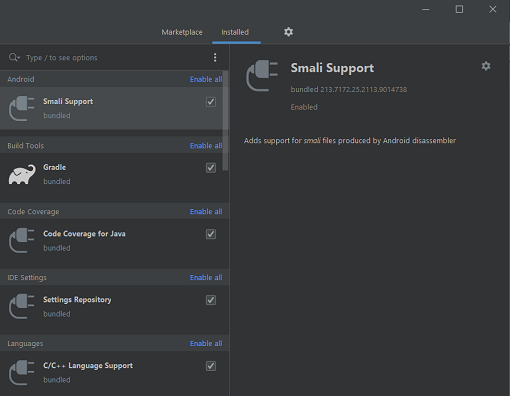 Marketplace Installed
Type / to see options
Android Enable all
Smali Support
bundled
Build Tools Enable all
Gradle
bundled
Code Coverage Enable all
Code Coverage for Java
bundled
IDE Settings Enable all
Settings Repository
bundled
Languages Enable all
C/C++ Language Support
bundled
Smali Support
bundled 213.7172.25.2113.9014738
Enabled
Adds support for smali files produced by Android disassembler